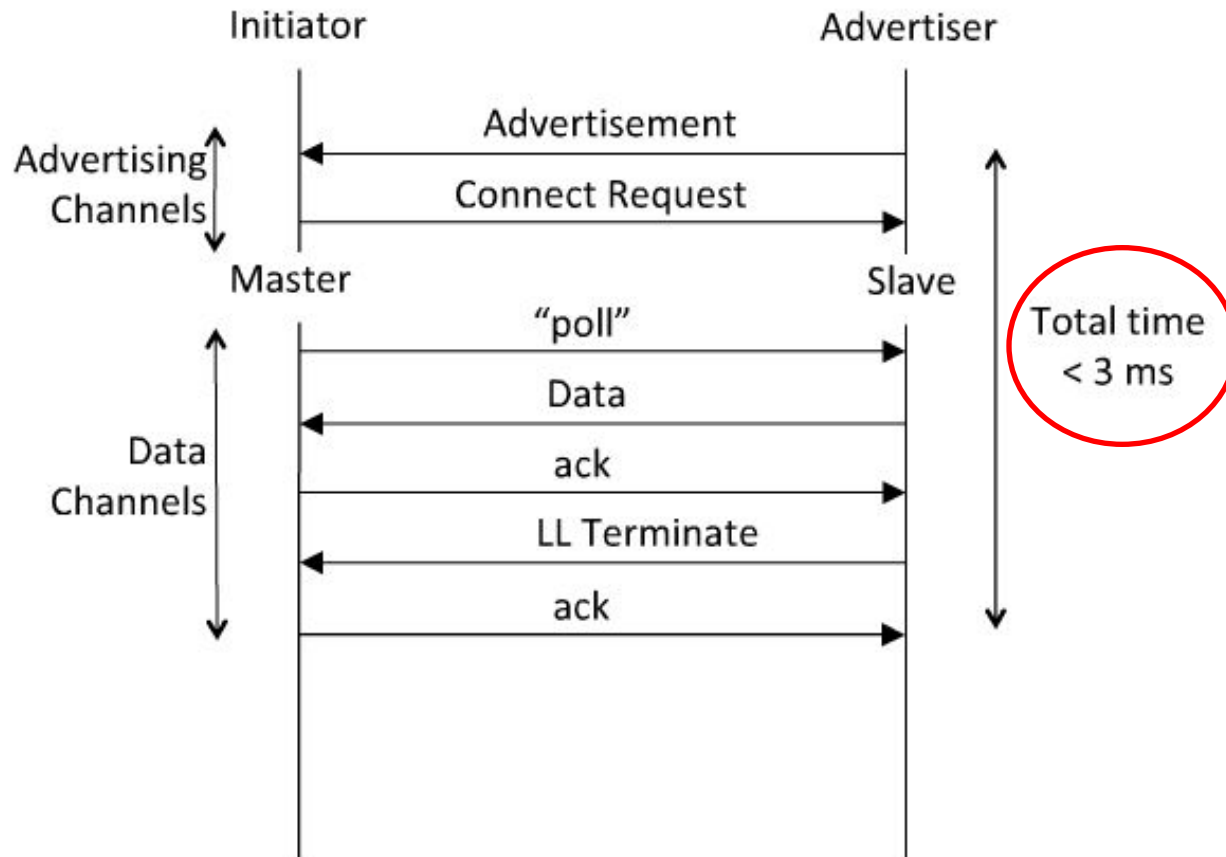 Initiator
Advertiser
Advertisement
Advertising
Channels
Connect Request
Master
Slave
“poll”
Total time
< 3 ms
Data
Data
Channels
ack
LL Terminate
ack